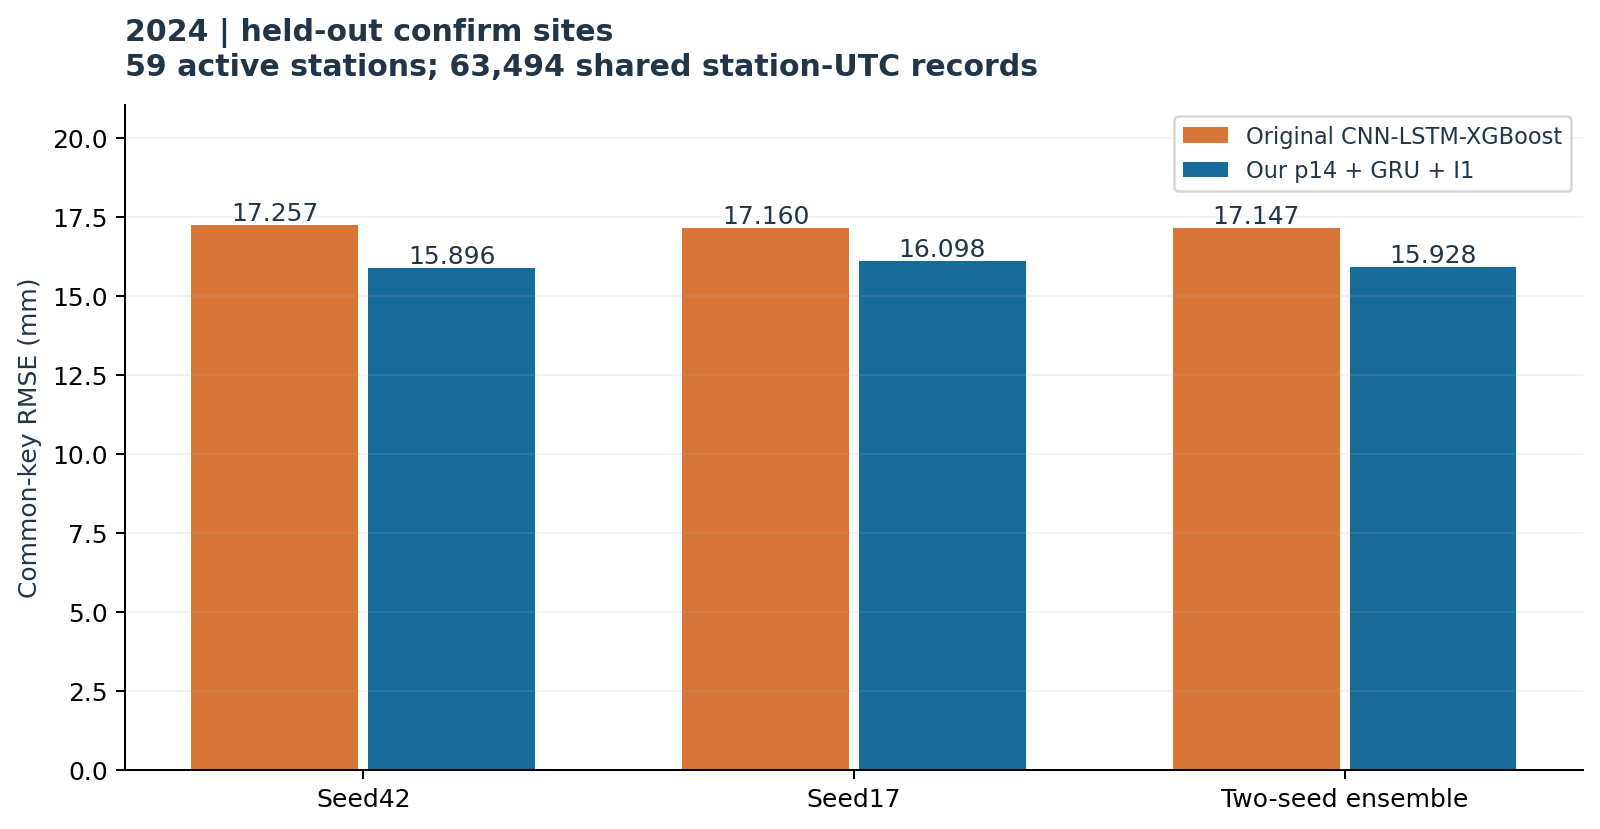 2024 | held-out confirm sites
59 active stations; 63,494 shared station-UTC records
Original CNN-LSTM-XGBoost
Our p14 + GRU + I1
Common-key RMSE (mm)
20.0
17.5
15.0
12.5
10.0
7.5
5.0
2.5
0.0
17.257
15.896
17.160
16.098
17.147
15.928
Seed42
Seed17
Two-seed ensemble